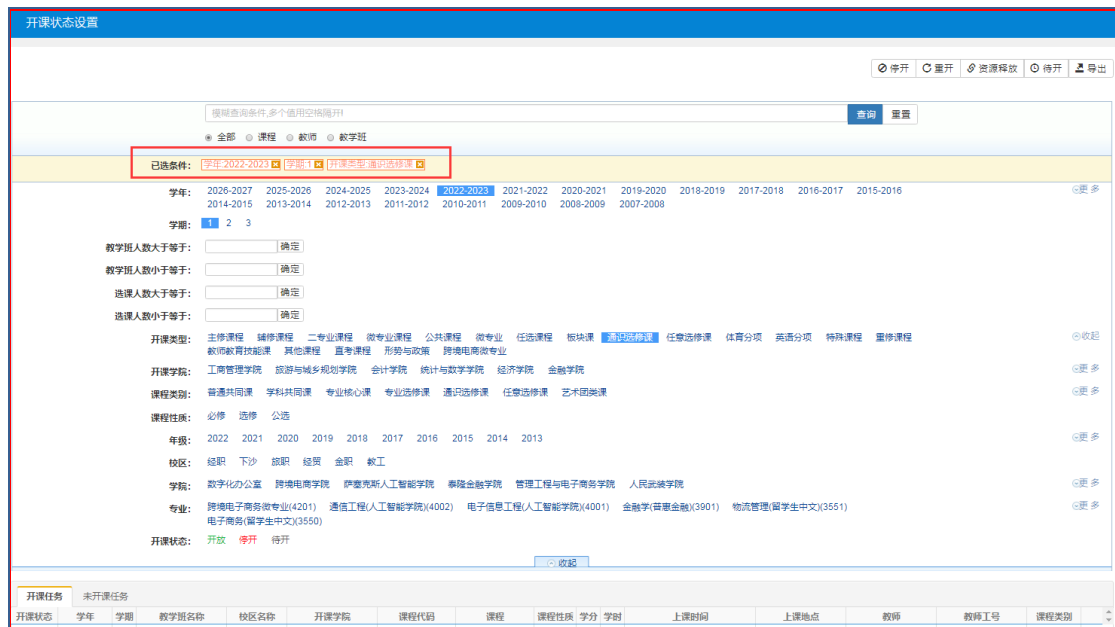 开课状态设置
停开 重开 资源释放 待开 导出
模糊查询条件,多个值用空格隔开! 查询 重置
全部 课程 教师 教学班
已选条件: 学年:2022-2023 学期:1 开课类型:通识选修课
学年: 2026-2027 2025-2026 2024-2025 2023-2024 2022-2023 2021-2022 2020-2021 2019-2020 2018-2019 2017-2018 2016-2017 2015-2016 更多
2014-2015 2013-2014 2012-2013 2011-2012 2010-2011 2009-2010 2008-2009 2007-2008
学期: 1 2 3
教学班人数大于等于: 确定
教学班人数小于等于: 确定
选课人数大于等于: 确定
选课人数小于等于: 确定
开课类型: 主修课程 辅修课程 二专业课程 微专业课程 公共课程 微专业 任选课程 板块课 通识选修课 任意选修课 体育分项 英语分项 特殊课程 重修课程 收起
教师教育技能课 其他课程 直考课程 形势与政策 跨境电商微专业
开课学院: 工商管理学院 旅游与城乡规划学院 会计学院 统计与数学学院 经济学院 金融学院 更多
课程类别: 普通共同课 学科共同课 专业核心课 专业选修课 通识选修课 任意选修课 艺术团类课 更多
课程性质: 必修 选修 公选
年级: 2022 2021 2020 2019 2018 2017 2016 2015 2014 2013 更多
校区: 经职 下沙 旅职 经贸 金职 教工
学院: 数字化办公室 跨境电商学院 萨塞克斯人工智能学院 泰隆金融学院 管理工程与电子商务学院 人民武装学院 更多
专业: 跨境电子商务微专业(4201) 通信工程(人工智能学院)(4002) 电子信息工程(人工智能学院)(4001) 金融学(普惠金融)(3901) 物流管理(留学生中文)(3551) 更多
电子商务(留学生中文)(3550)
开课状态: 开放 停开 待开
收起
开课任务 未开课任务
开课状态 学年 学期 教学班名称 校区名称 开课学院 课程代码 课程 课程性质 学分 学时 上课时间 上课地点 教师 教师工号 课程类别